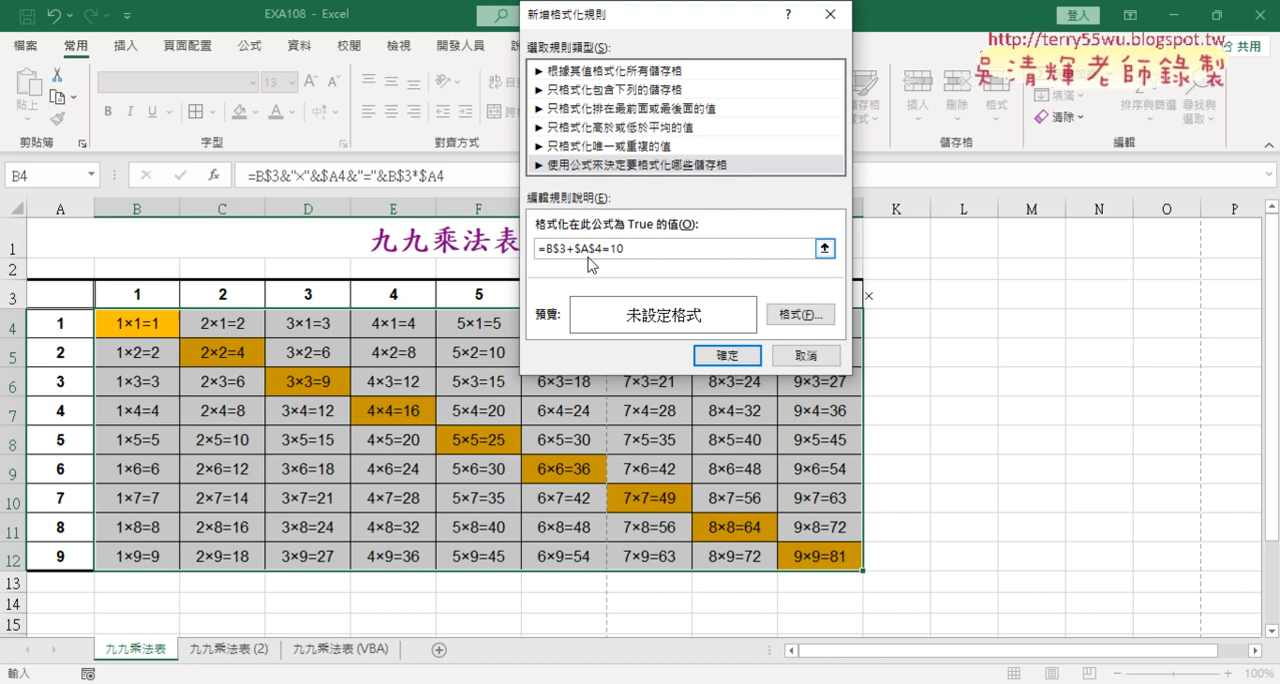 EXA108 - Excel
登入
http://terry55wu.blogspot.tw
吳清輝老師錄製
共用
檔案 常用 插入 頁面配置 公式 資料 校閱 檢視 開發人員
貼上
13
自
剪貼簿 字型 對齊方式
插入 刪除 格式
儲存格
填滿
清除
排序與篩選 尋找與選取
編輯
B4
=B$3&"×"&$A4&"="&B$3*$A4
新增格式化規則
?
選取規則類型(S):
► 根據其值格式化所有儲存格
► 只格式化包含下列的儲存格
► 只格式化排在最前面或最後面的值
► 只格式化高於或低於平均的值
► 只格式化唯一或重複的值
► 使用公式來決定要格式化哪些儲存格
編輯規則說明(E):
格式化在此公式為 True 的值(O):
=B$3+$A$4=10
預覽:
未設定格式
格式(F)...
確定
取消
A B C D E F K L M N O P
1 九九乘法表
2
3 1 2 3 4 5 ×
4 1 1×1=1 2×1=2 3×1=3 4×1=4 5×1=5
5 2 1×2=2 2×2=4 3×2=6 4×2=8 5×2=10
6 3 1×3=3 2×3=6 3×3=9 4×3=12 5×3=15 6×3=18 7×3=21 8×3=24 9×3=27
7 4 1×4=4 2×4=8 3×4=12 4×4=16 5×4=20 6×4=24 7×4=28 8×4=32 9×4=36
8 5 1×5=5 2×5=10 3×5=15 4×5=20 5×5=25 6×5=30 7×5=35 8×5=40 9×5=45
9 6 1×6=6 2×6=12 3×6=18 4×6=24 5×6=30 6×6=36 7×6=42 8×6=48 9×6=54
10 7 1×7=7 2×7=14 3×7=21 4×7=28 5×7=35 6×7=42 7×7=49 8×7=56 9×7=63
11 8 1×8=8 2×8=16 3×8=24 4×8=32 5×8=40 6×8=48 7×8=56 8×8=64 9×8=72
12 9 1×9=9 2×9=18 3×9=27 4×9=36 5×9=45 6×9=54 7×9=63 8×9=72 9×9=81
13
14
15
九九乘法表 九九乘法表 (2) 九九乘法表 (VBA)
輸入
100%